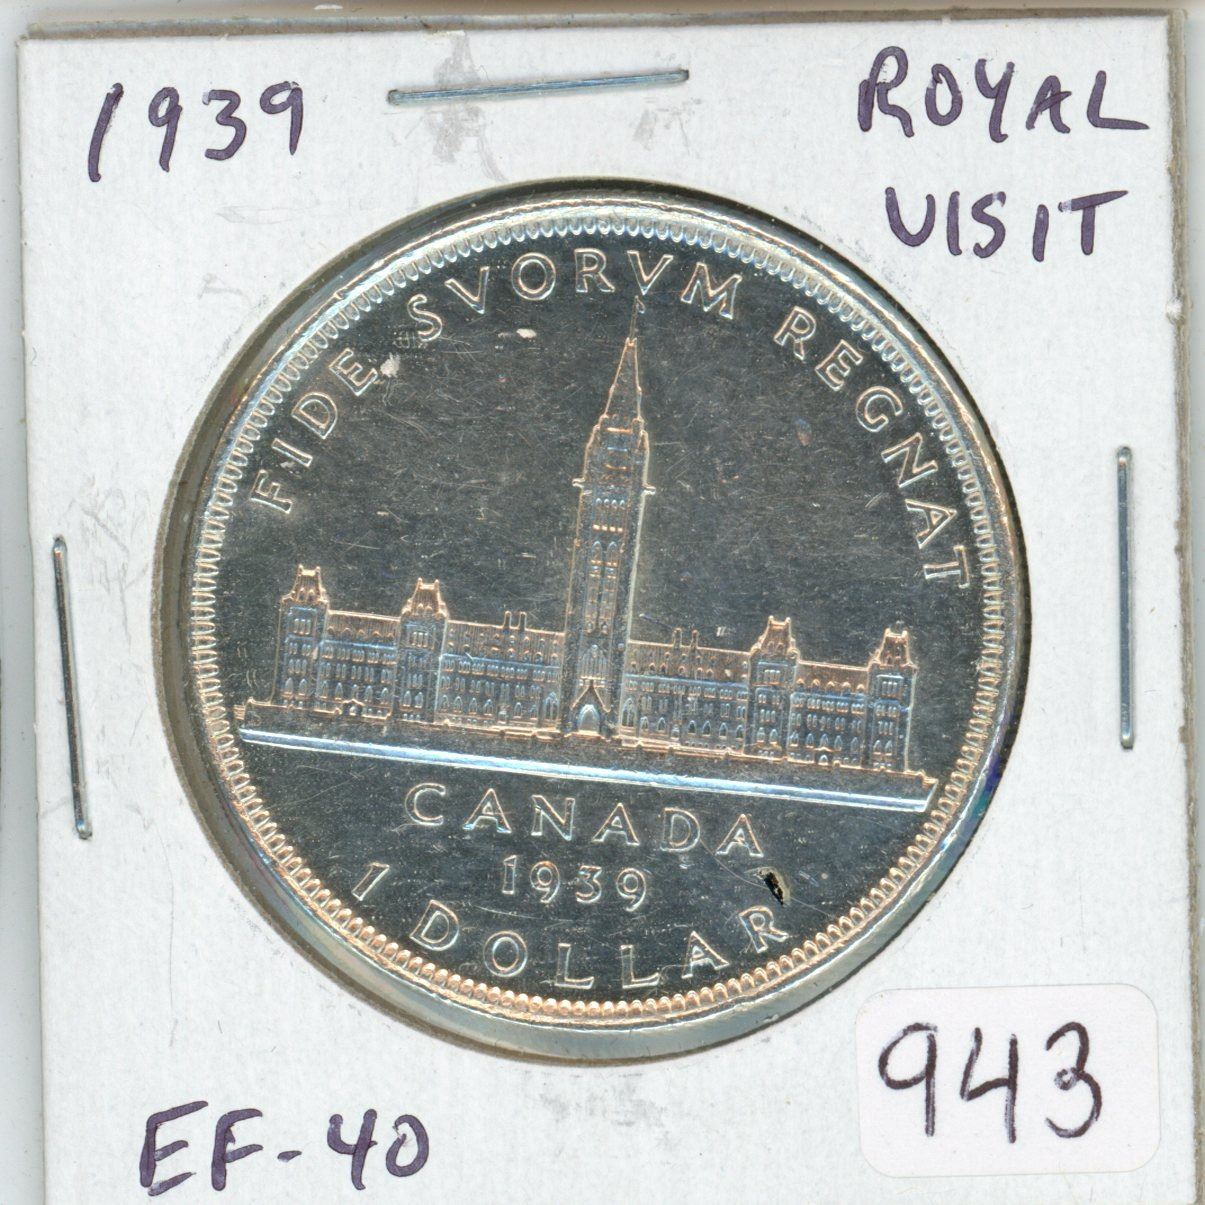 1939
ROYAL
VISIT
FIDE SVORVM REGNAT
CANADA
1939
1 DOLLAR
EF-40
943